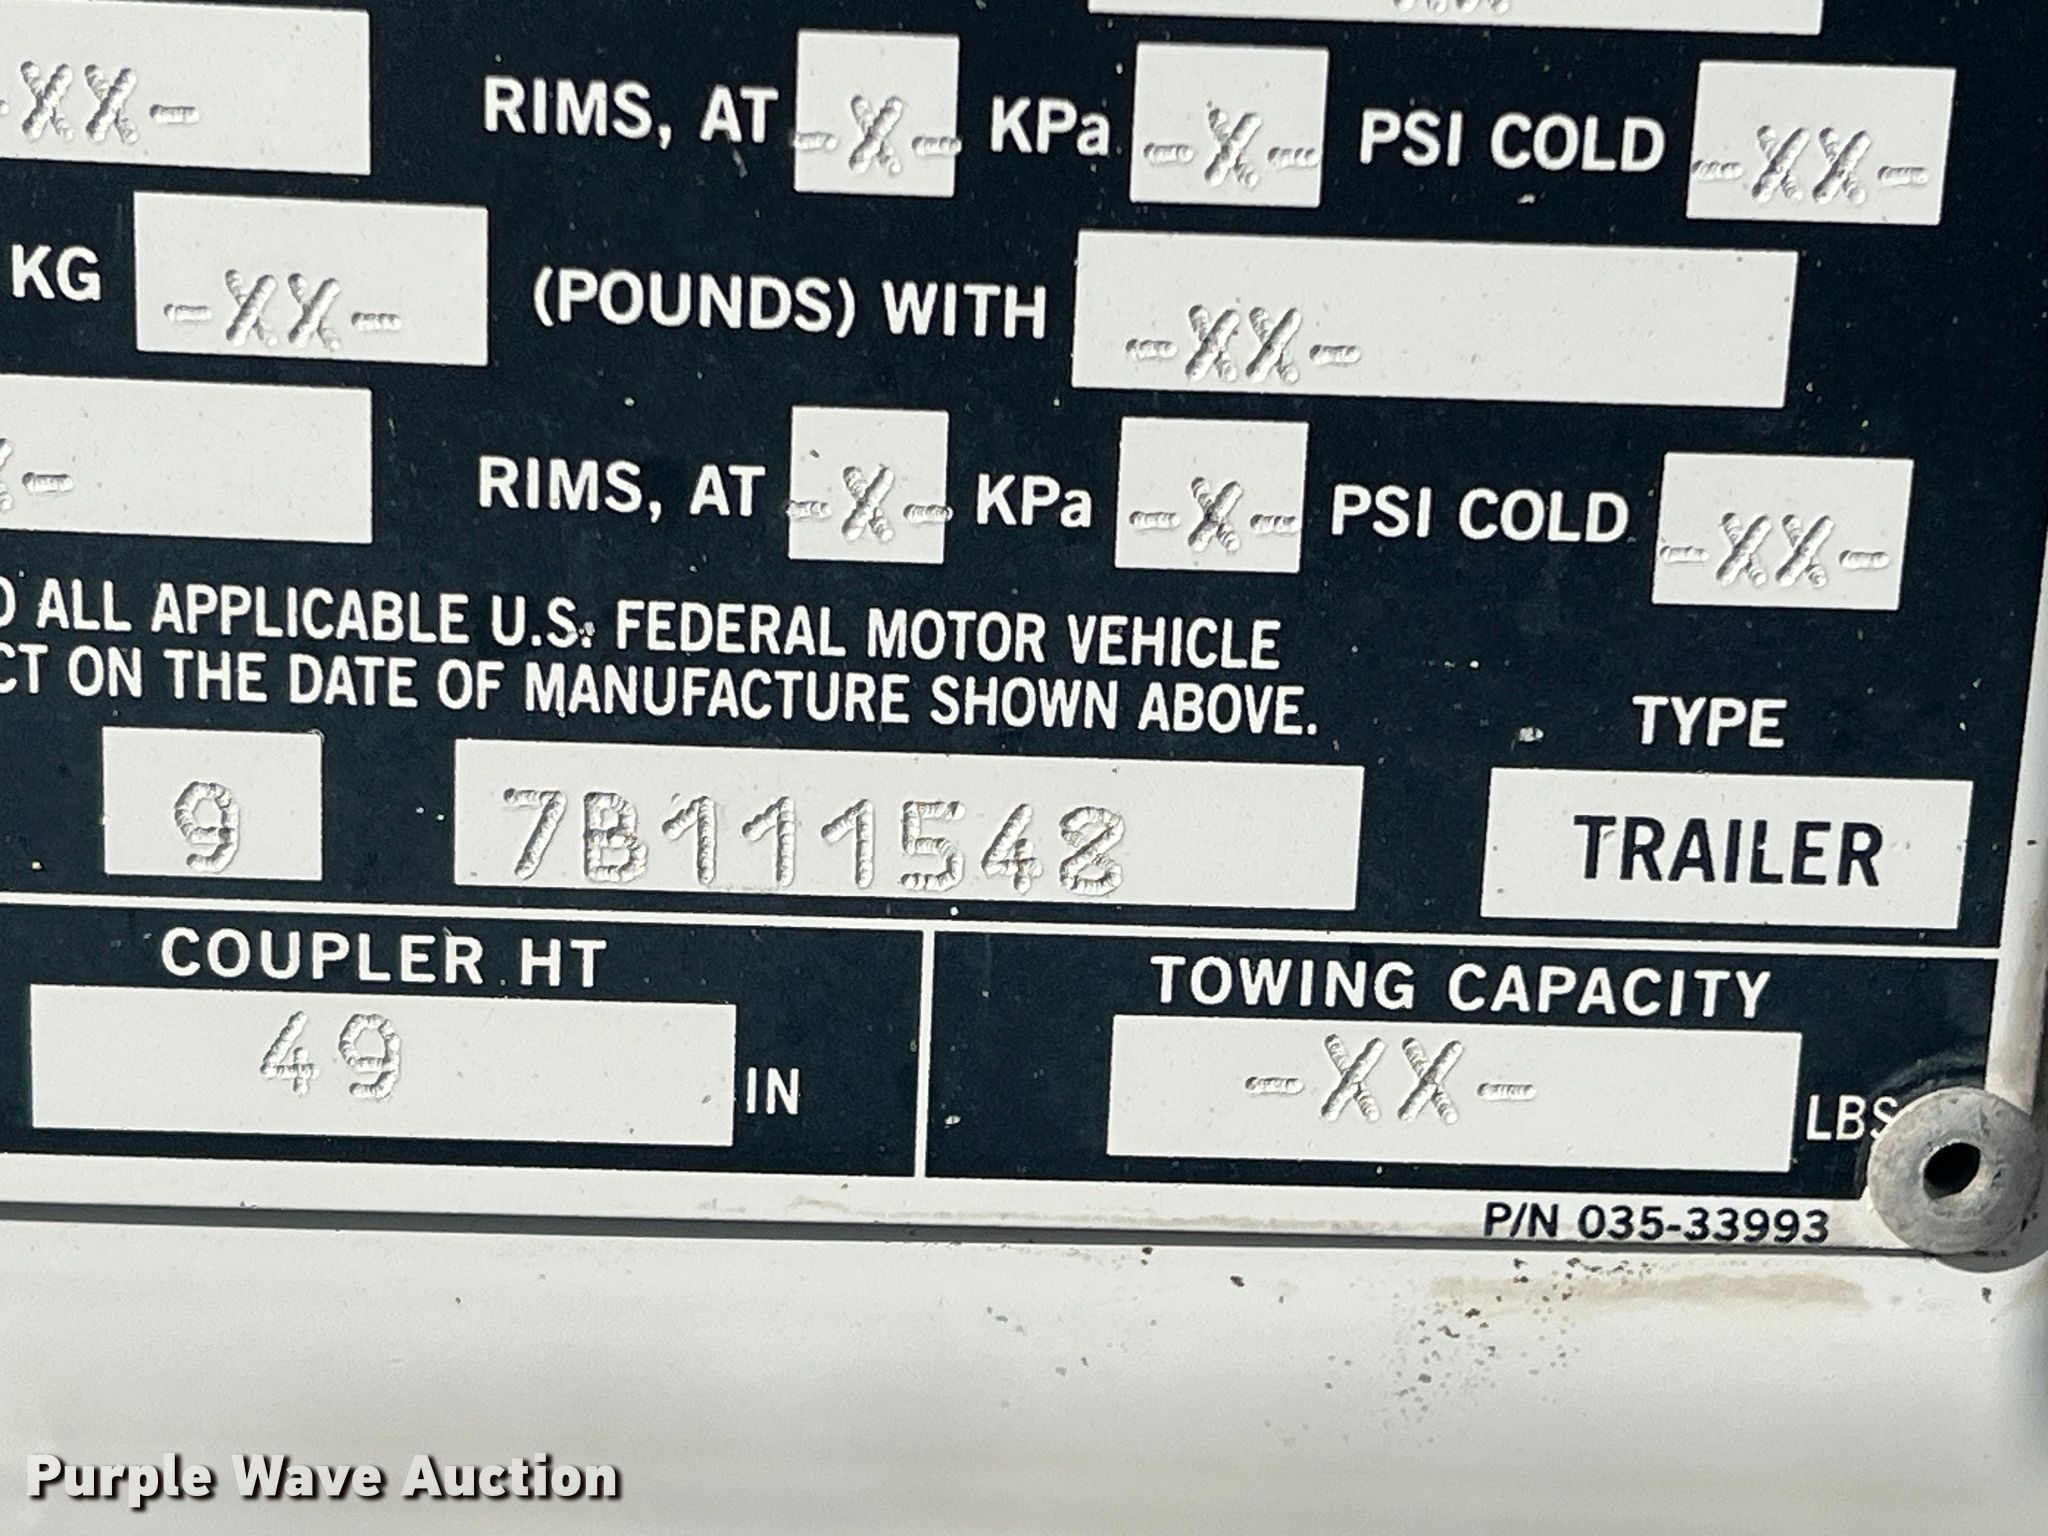 -XX- RIMS, AT -X- KPa -X- PSI COLD -XX-
KG -XX- (POUNDS) WITH -XX-
- RIMS, AT -X- KPa -X- PSI COLD -XX-
ALL APPLICABLE U.S. FEDERAL MOTOR VEHICLE
CT ON THE DATE OF MANUFACTURE SHOWN ABOVE.
TYPE
9 7B111548 TRAILER
COUPLER HT TOWING CAPACITY
49 IN -XX- LBS
P/N 035-33993
Purple Wave Auction